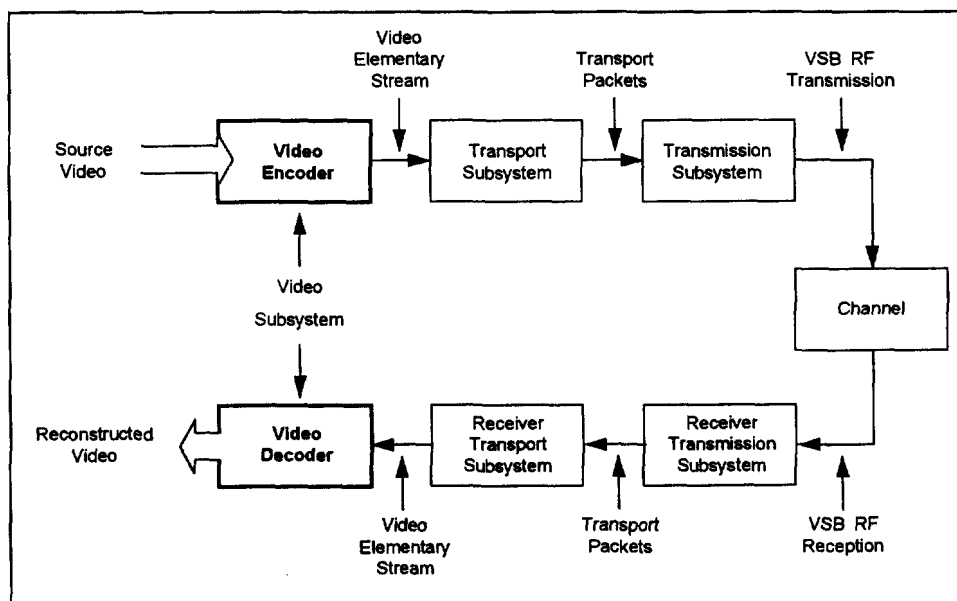 Video
Elementary
Stream
Transport
Packets
VSB RF
Transmission
Source
Video
Video
Encoder
Transport
Subsystem
Transmission
Subsystem
Video
Subsystem
Channel
Reconstructed
Video
Video
Decoder
Receiver
Transport
Subsystem
Receiver
Transmission
Subsystem
Video
Elementary
Stream
Transport
Packets
VSB RF
Reception